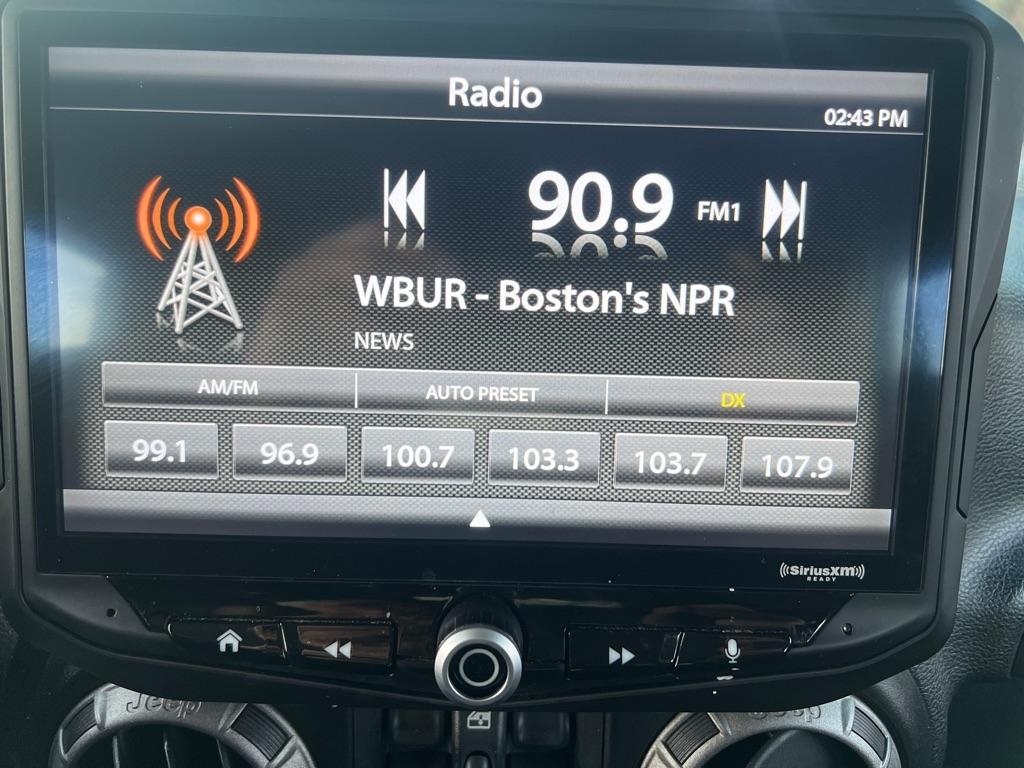 Radio
02:43 PM
90.9 FM1
WBUR - Boston's NPR
NEWS
AM/FM AUTO PRESET DX
99.1 96.9 100.7 103.3 103.7 107.9
SiriusXM
READY
Jeep Jeep